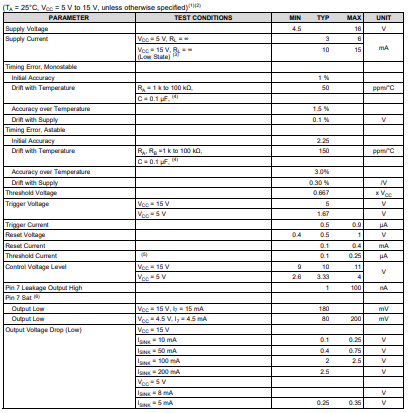 (TA = 25°C, VCC = 5 V to 15 V, unless otherwise specified)(1)(2)
PARAMETER TEST CONDITIONS MIN TYP MAX UNIT
Supply Voltage 4.5 16 V
Supply Current VCC = 5 V, RL = ∞ 3 6 mA
VCC = 15 V, RL = ∞ 10 15
(Low State) (3)
Timing Error, Monostable
Initial Accuracy 1 %
Drift with Temperature RA = 1 k to 100 kΩ, 50 ppm/°C
C = 0.1 µF, (4)
Accuracy over Temperature 1.5 %
Drift with Supply 0.1 % V
Timing Error, Astable
Initial Accuracy 2.25
Drift with Temperature RA, RB =1 k to 100 kΩ, 150 ppm/°C
C = 0.1 µF, (4)
Accuracy over Temperature 3.0%
Drift with Supply 0.30 % /V
Threshold Voltage 0.667 x VCC
Trigger Voltage VCC = 15 V 5 V
VCC = 5 V 1.67 V
Trigger Current 0.5 0.9 µA
Reset Voltage 0.4 0.5 1 V
Reset Current 0.1 0.4 mA
Threshold Current (5) 0.1 0.25 µA
Control Voltage Level VCC = 15 V 9 10 11 V
VCC = 5 V 2.6 3.33 4
Pin 7 Leakage Output High 1 100 nA
Pin 7 Sat (6)
Output Low VCC = 15 V, I7 = 15 mA 180 mV
Output Low VCC = 4.5 V, I7 = 4.5 mA 80 200 mV
Output Voltage Drop (Low) VCC = 15 V
ISINK = 10 mA 0.1 0.25 V
ISINK = 50 mA 0.4 0.75 V
ISINK = 100 mA 2 2.5 V
ISINK = 200 mA 2.5 V
VCC = 5 V
ISINK = 8 mA V
ISINK = 5 mA 0.25 0.35 V